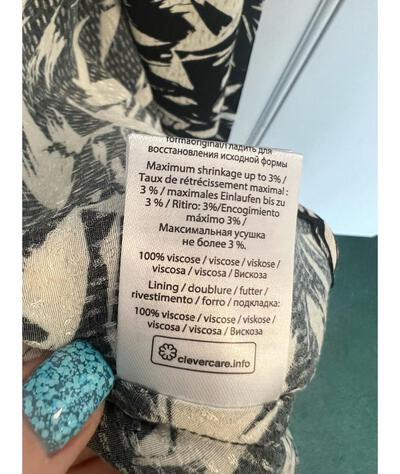 formaoriginal/Гладить для
восстановления исходной формы
Maximum shrinkage up to 3% /
Taux de rétrécissement maximal :
3 % / maximales Einlaufen bis zu
3 % / Ritiro: 3%/Encogimiento
máximo 3% /
Максимальная усушка
не более 3 %.
100% viscose / viscose / viskose /
viscosa / viscosa / Вискоза
Lining / doublure / futter /
rivestimento / forro / подкладка:
100% viscose / viscose / viskose /
viscosa / viscosa / Вискоза
clevercare.info